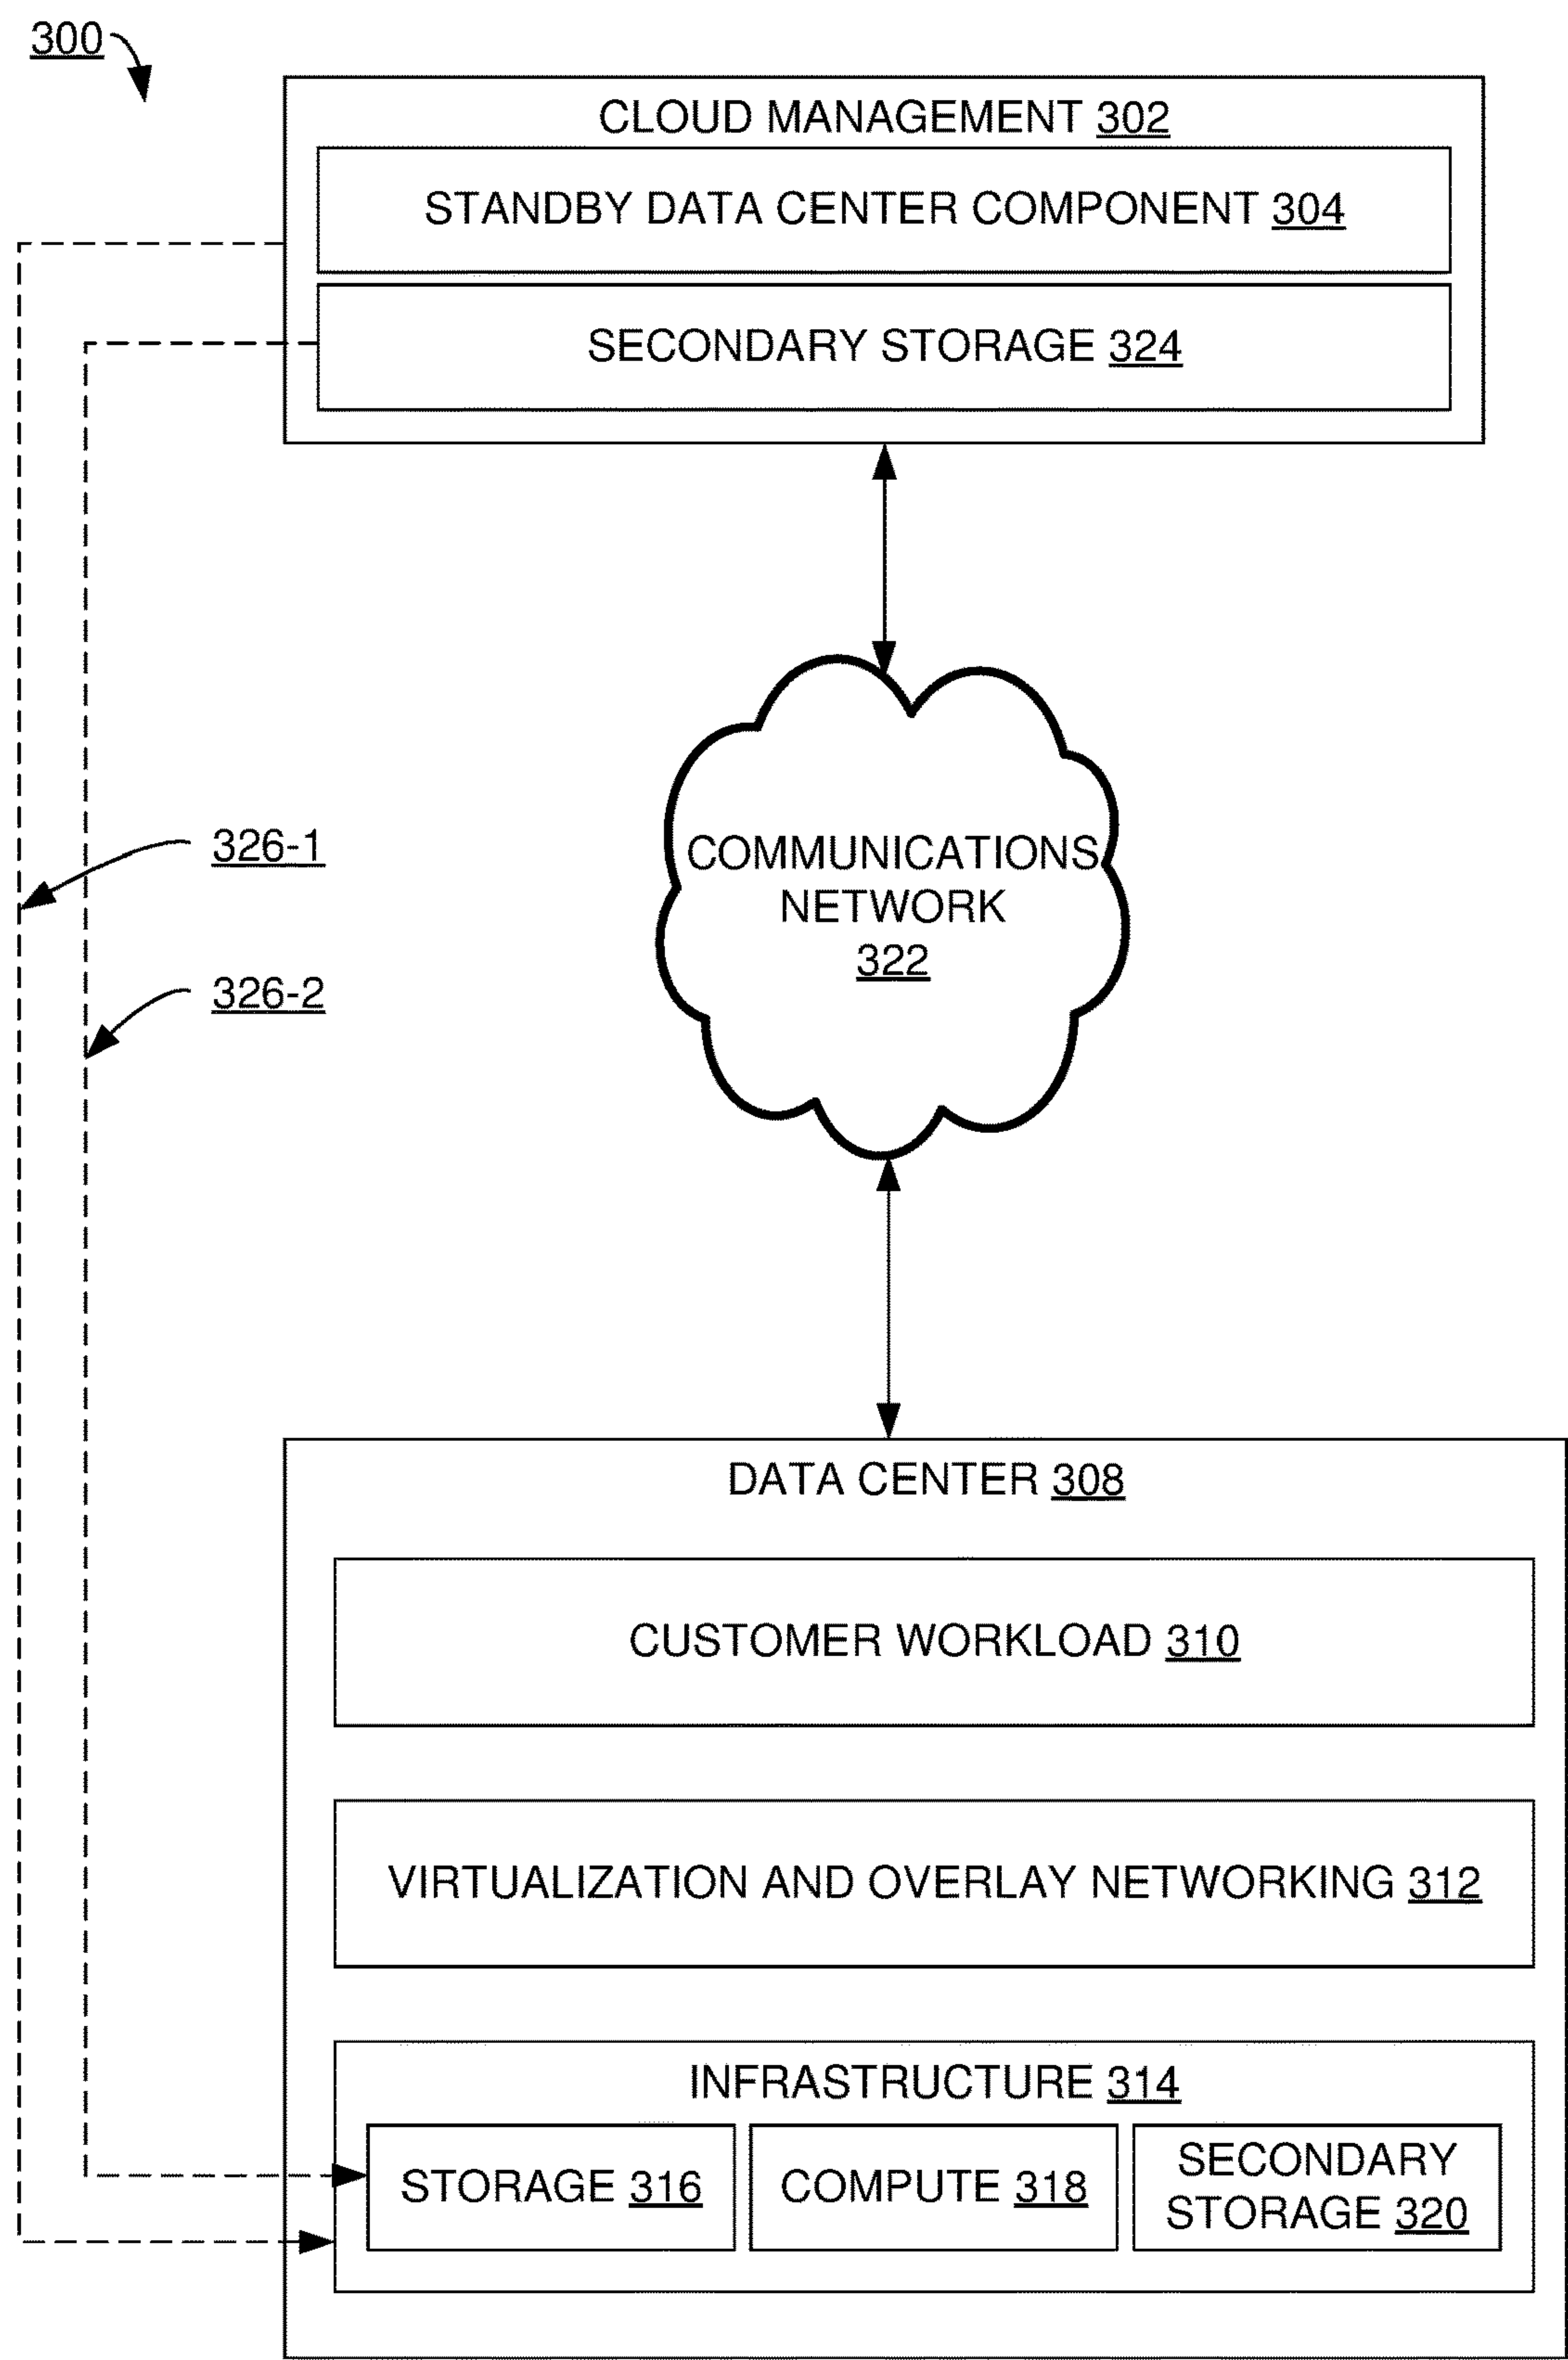 300
CLOUD MANAGEMENT 302
STANDBY DATA CENTER COMPONENT 304
SECONDARY STORAGE 324
COMMUNICATIONS
NETWORK
322
326-1
326-2
DATA CENTER 308
CUSTOMER WORKLOAD 310
VIRTUALIZATION AND OVERLAY NETWORKING 312
INFRASTRUCTURE 314
STORAGE 316
COMPUTE 318
SECONDARY
STORAGE 320